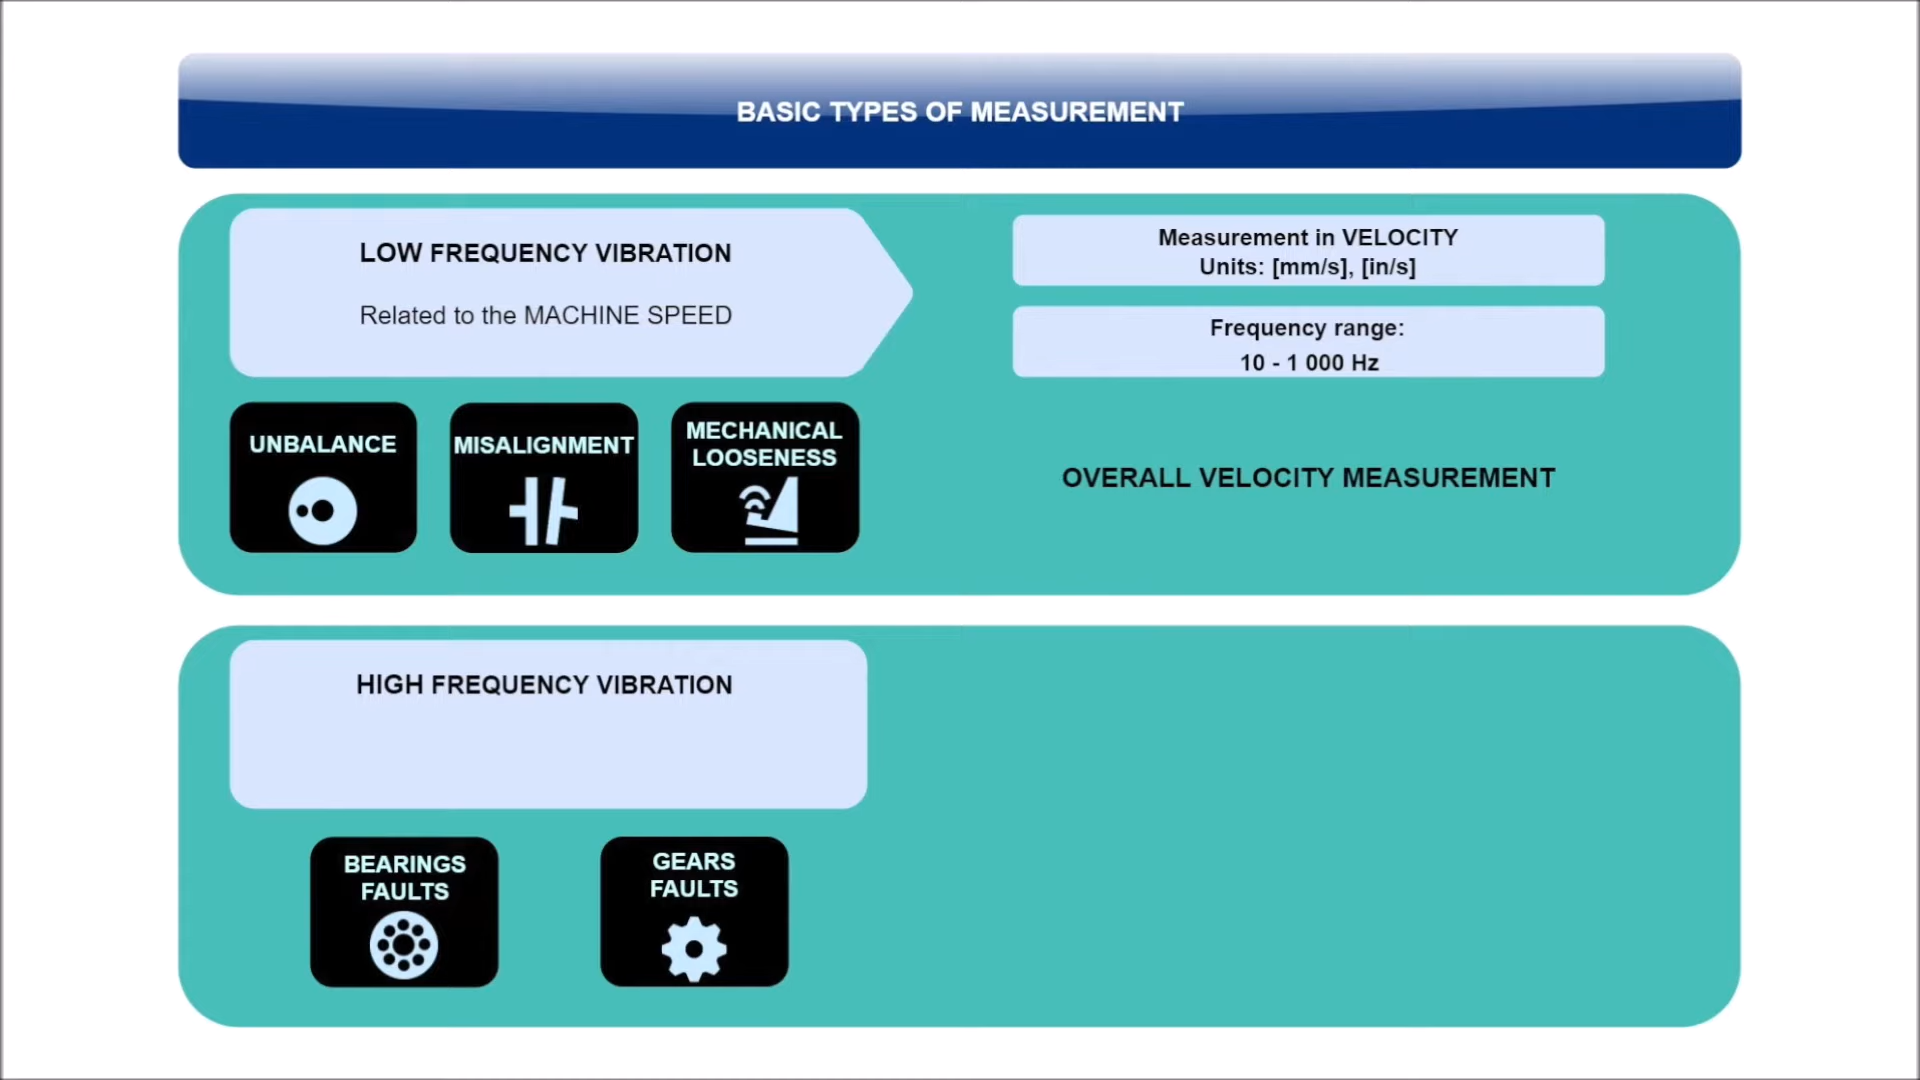 BASIC TYPES OF MEASUREMENT
LOW FREQUENCY VIBRATION
Related to the MACHINE SPEED
Measurement in VELOCITY
Units: [mm/s], [in/s]
Frequency range:
10 - 1 000 Hz
UNBALANCE
MISALIGNMENT
MECHANICAL
LOOSENESS
OVERALL VELOCITY MEASUREMENT
HIGH FREQUENCY VIBRATION
BEARINGS
FAULTS
GEARS
FAULTS